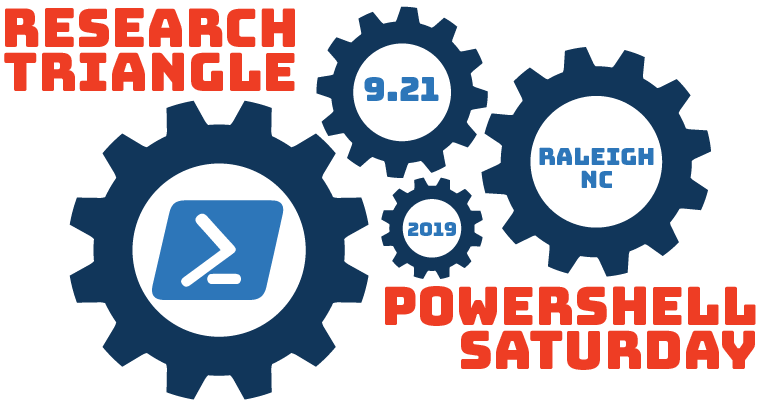 RESEARCH
TRIANGLE
9.21
RALEIGH
NC
2019
POWERSHELL
SATURDAY